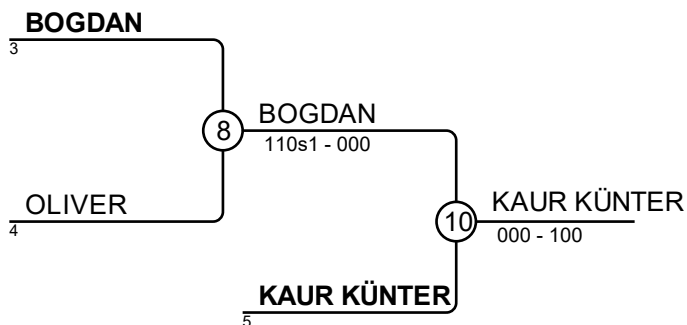 BOGDAN
3
8
BOGDAN
110s1 - 000
OLIVER
4
10
KAUR KÜNTER
000 - 100
KAUR KÜNTER
5